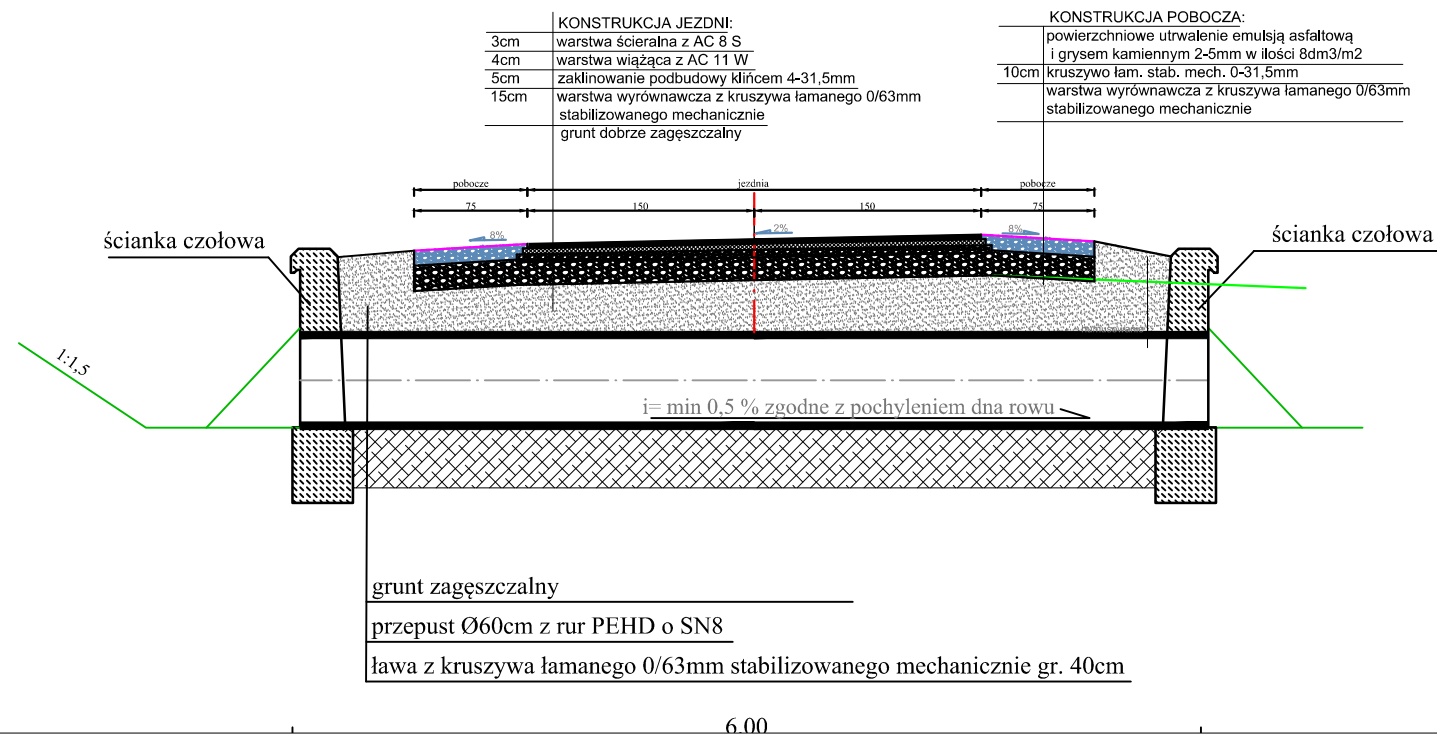 KONSTRUKCJA JEZDNI:
3cm warstwa ścieralna z AC 8 S
4cm warstwa wiążąca z AC 11 W
5cm zaklinowanie podbudowy klińcem 4-31,5mm
15cm warstwa wyrównawcza z kruszywa łamanego 0/63mm
stabilizowanego mechanicznie
grunt dobrze zagęszczalny
KONSTRUKCJA POBOCZA:
powierzchniowe utrwalenie emulsją asfaltową
i grysem kamiennym 2-5mm w ilości 8dm3/m2
10cm kruszywo łam. stab. mech. 0-31,5mm
warstwa wyrównawcza z kruszywa łamanego 0/63mm
stabilizowanego mechanicznie
pobocze jezdnia pobocze
75 150 150 75
8% 2% 8%
ścianka czołowa
ścianka czołowa
1:1,5
i= min 0,5 % zgodne z pochyleniem dna rowu
grunt zagęszczalny
przepust Ø60cm z rur PEHD o SN8
ława z kruszywa łamanego 0/63mm stabilizowanego mechanicznie gr. 40cm
6.00